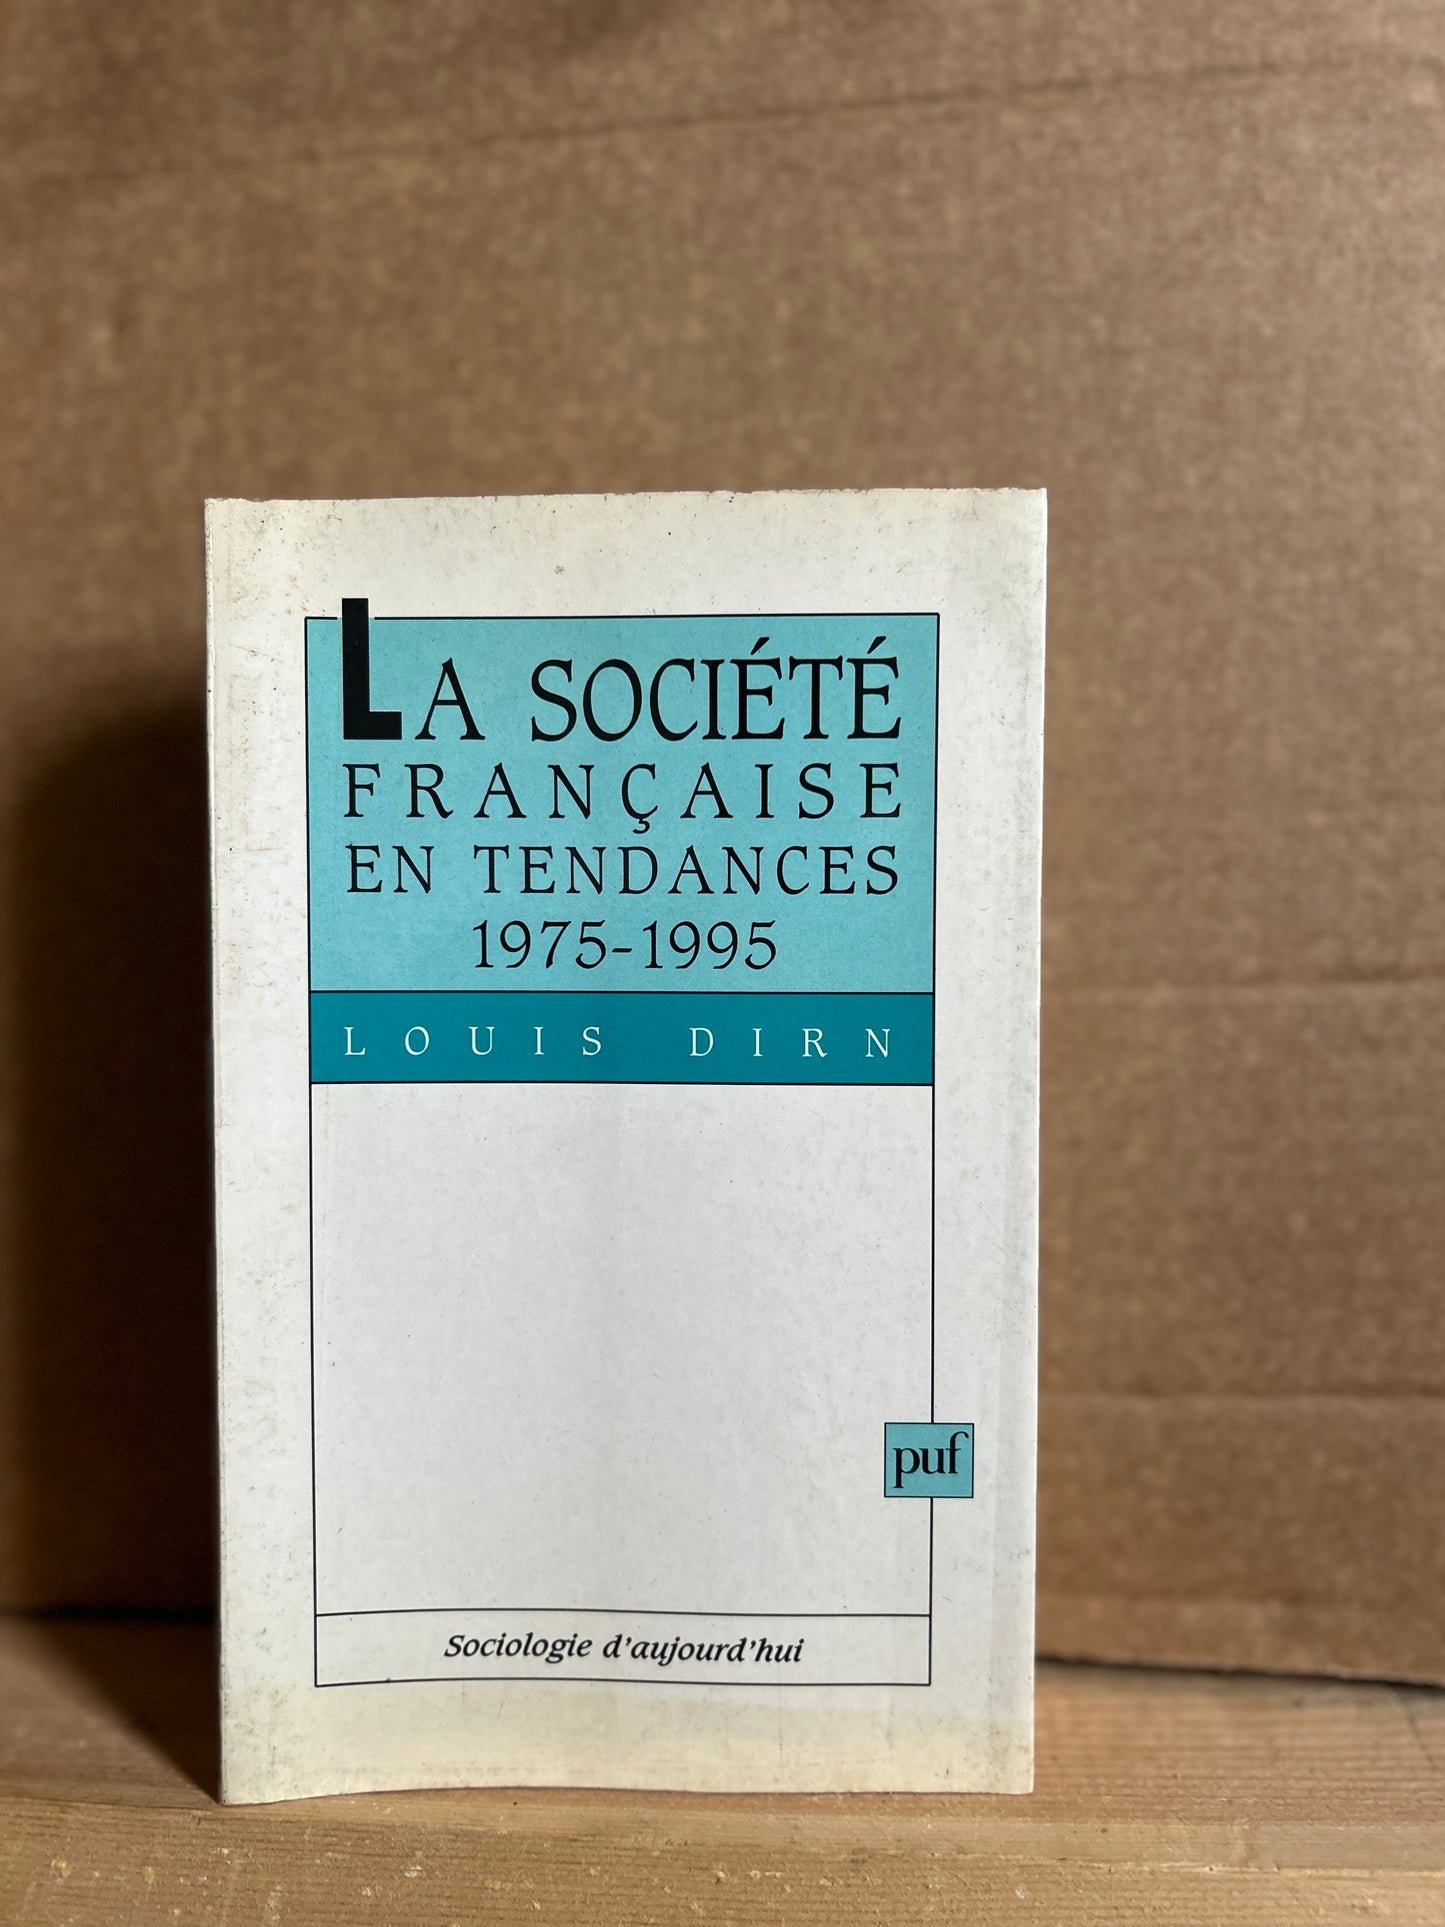 LA SOCIÉTÉ
FRANÇAISE
EN TENDANCES
1975-1995
LOUIS DIRN
puf
Sociologie d'aujourd'hui